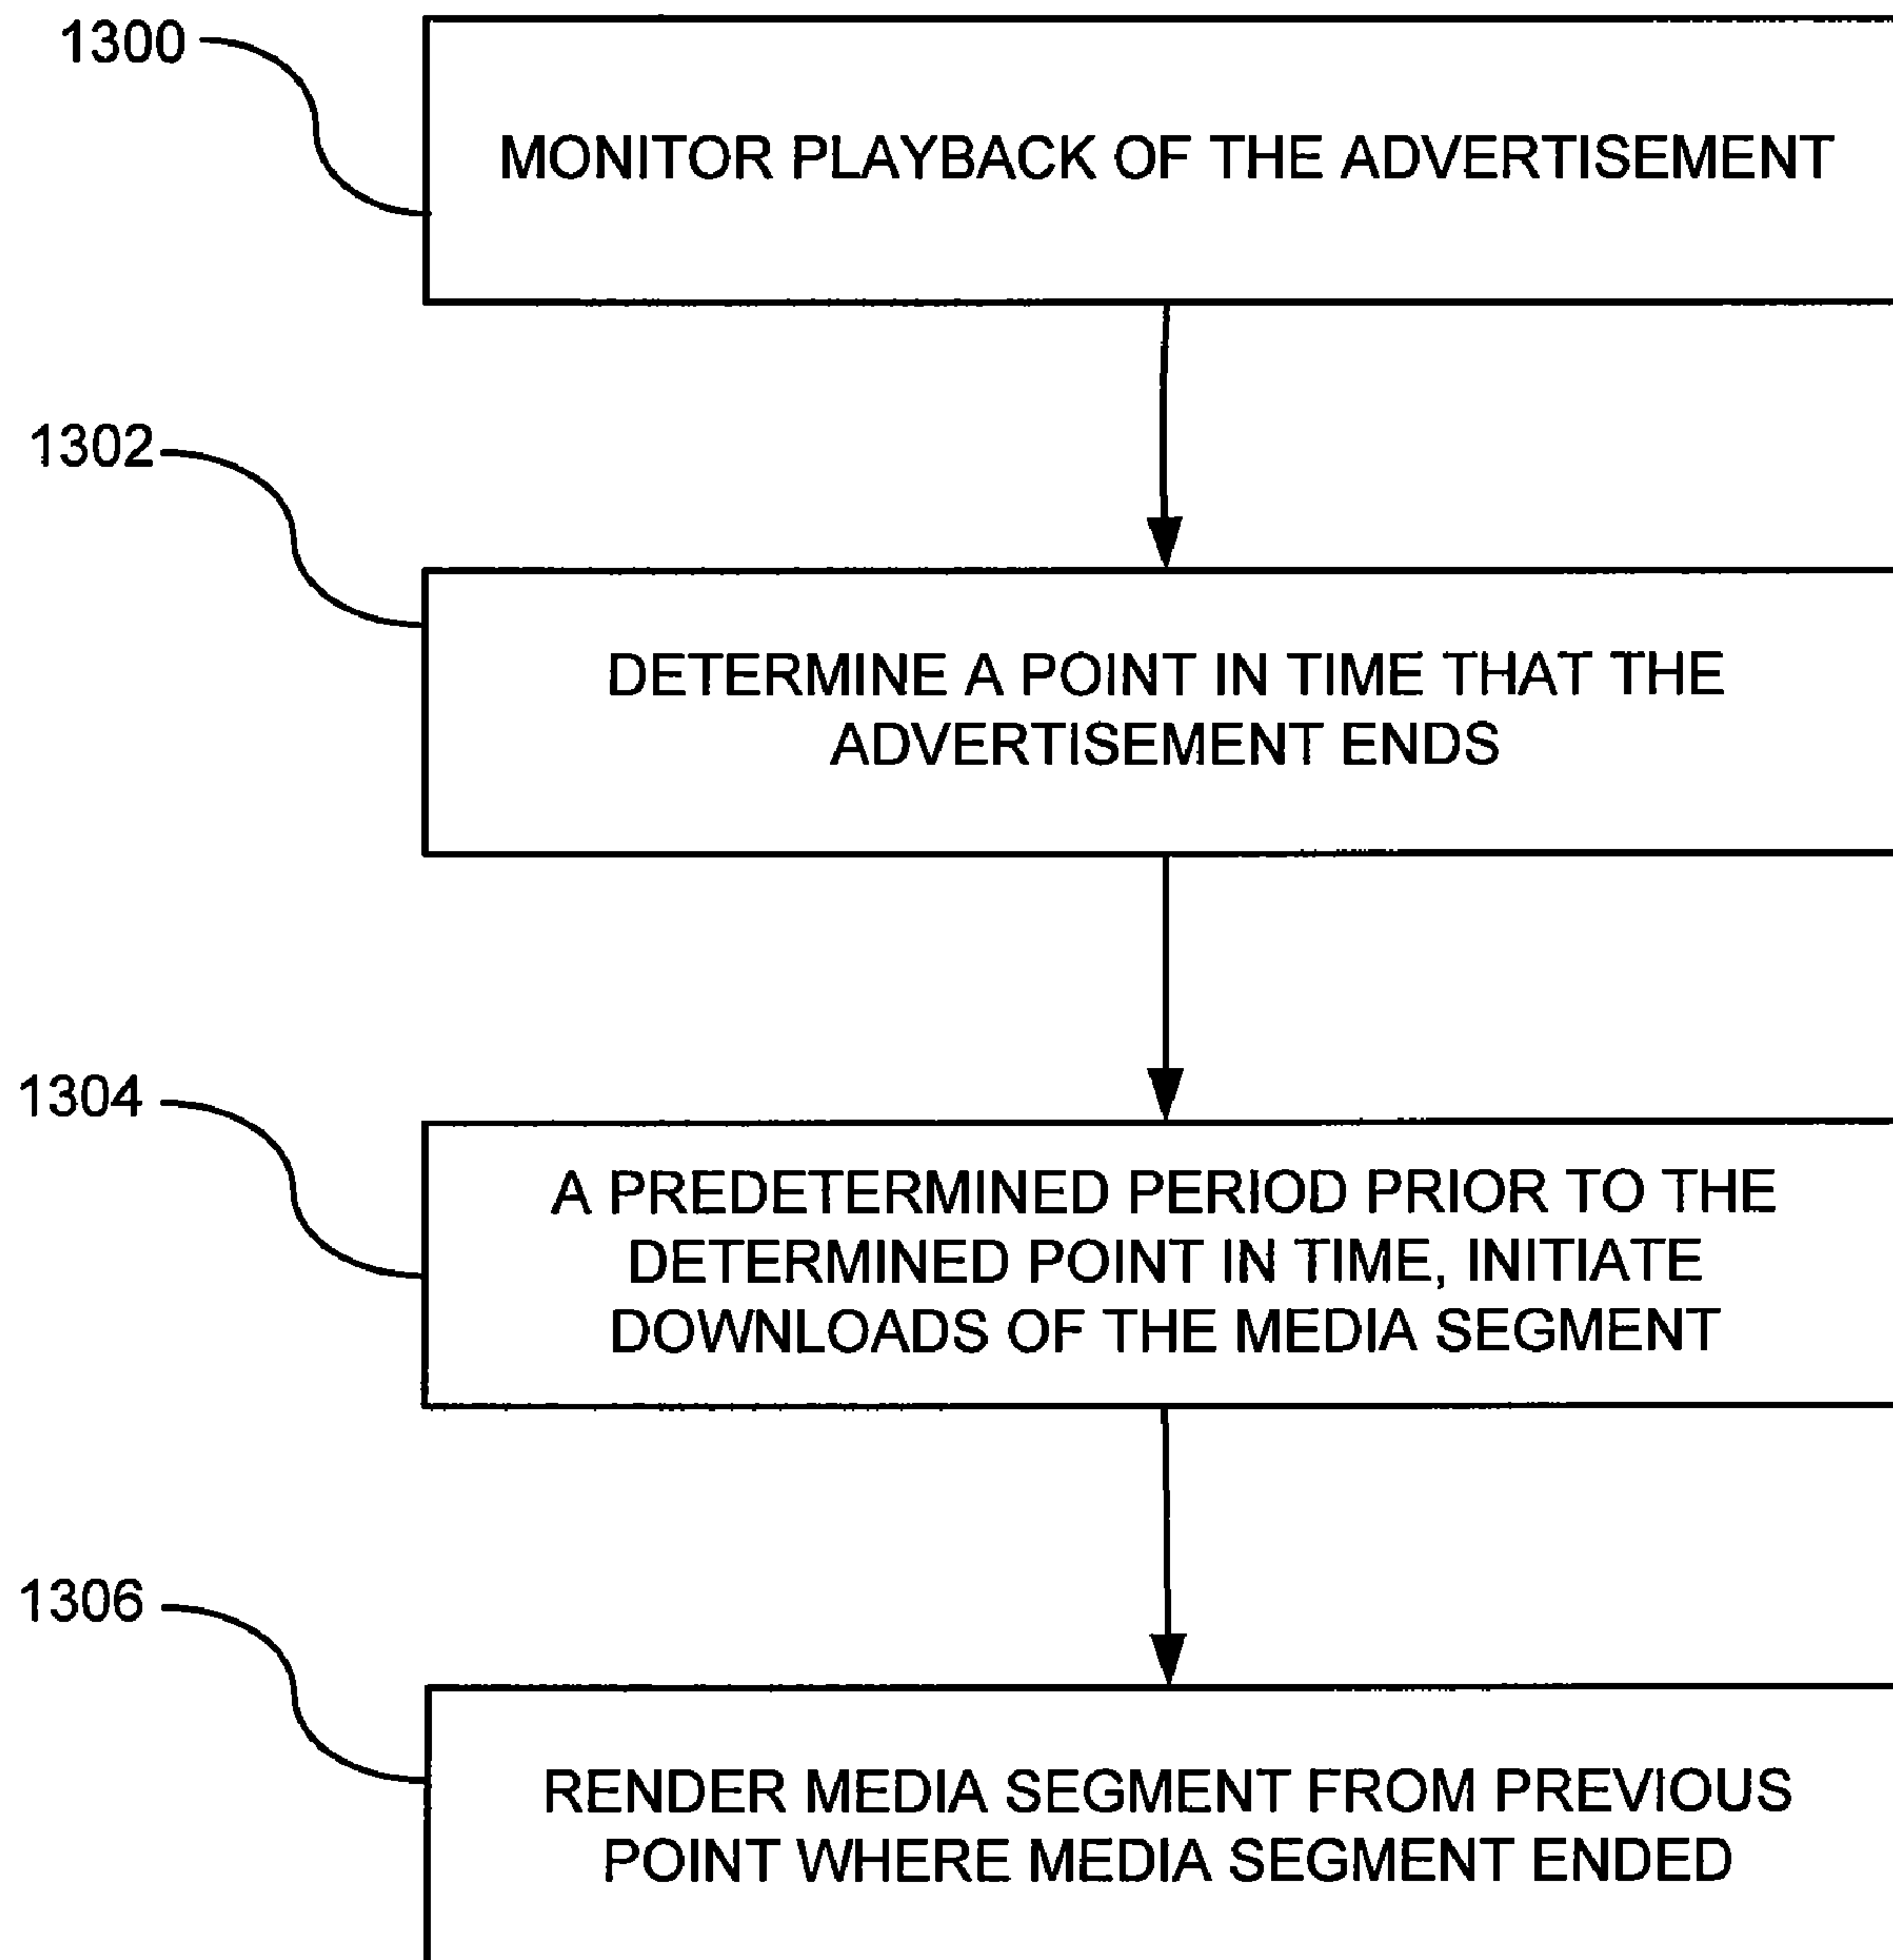 1300
MONITOR PLAYBACK OF THE ADVERTISEMENT
1302
DETERMINE A POINT IN TIME THAT THE
ADVERTISEMENT ENDS
1304
A PREDETERMINED PERIOD PRIOR TO THE
DETERMINED POINT IN TIME, INITIATE
DOWNLOADS OF THE MEDIA SEGMENT
1306
RENDER MEDIA SEGMENT FROM PREVIOUS
POINT WHERE MEDIA SEGMENT ENDED